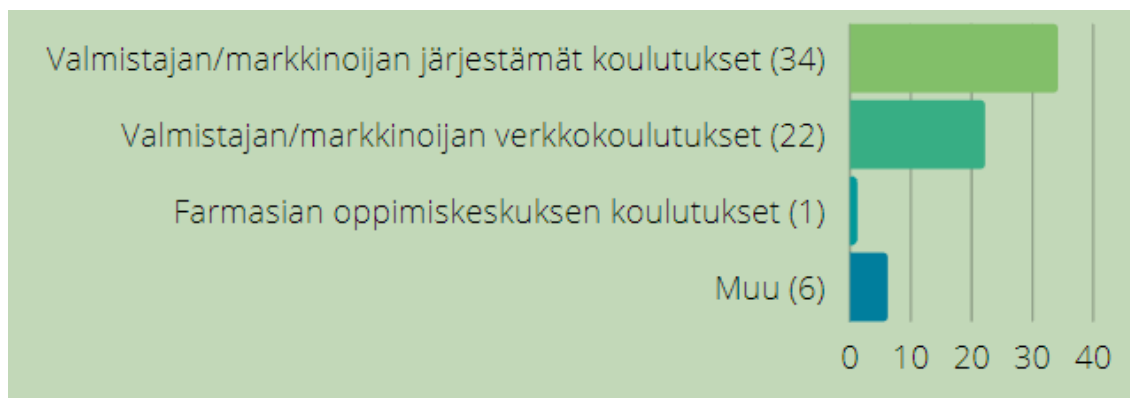 Valmistajan/markkinoijan järjestämät koulutukset (34)
Valmistajan/markkinoijan verkkokoulutukset (22)
Farmasian oppimiskeskuksen koulutukset (1)
Muu (6)
0 10 20 30 40